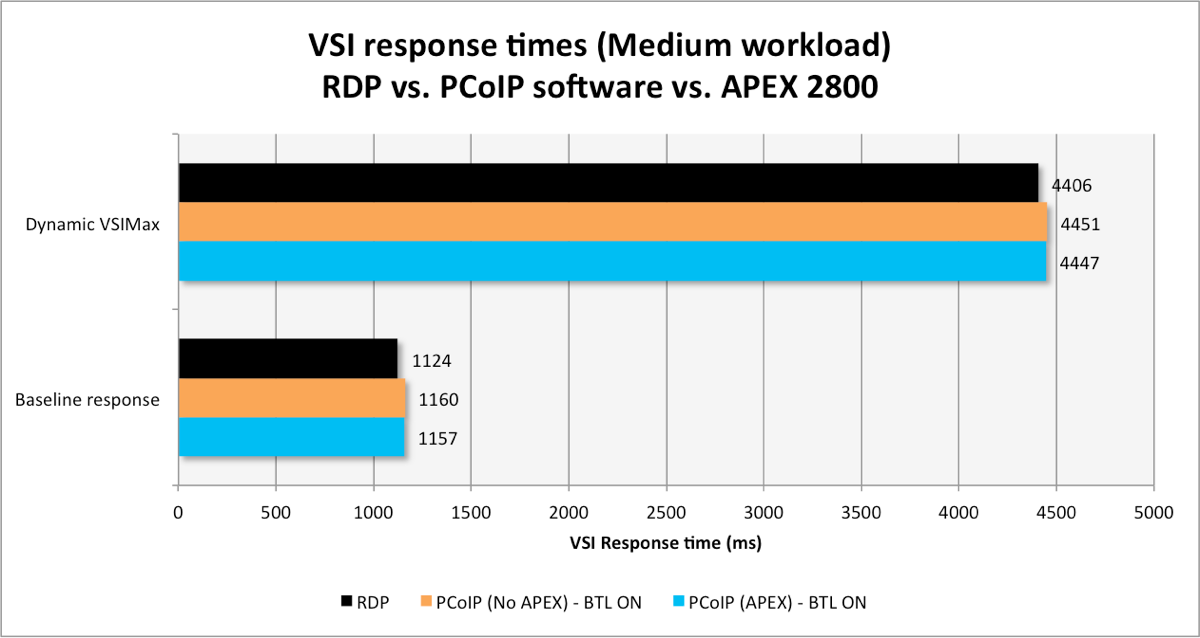 VSI response times (Medium workload)
RDP vs. PCoIP software vs. APEX 2800
Dynamic VSIMax
4406
4451
4447
Baseline response
1124
1160
1157
0 500 1000 1500 2000 2500 3000 3500 4000 4500 5000
VSI Response time (ms)
RDP PCoIP (No APEX) - BTL ON PCoIP (APEX) - BTL ON